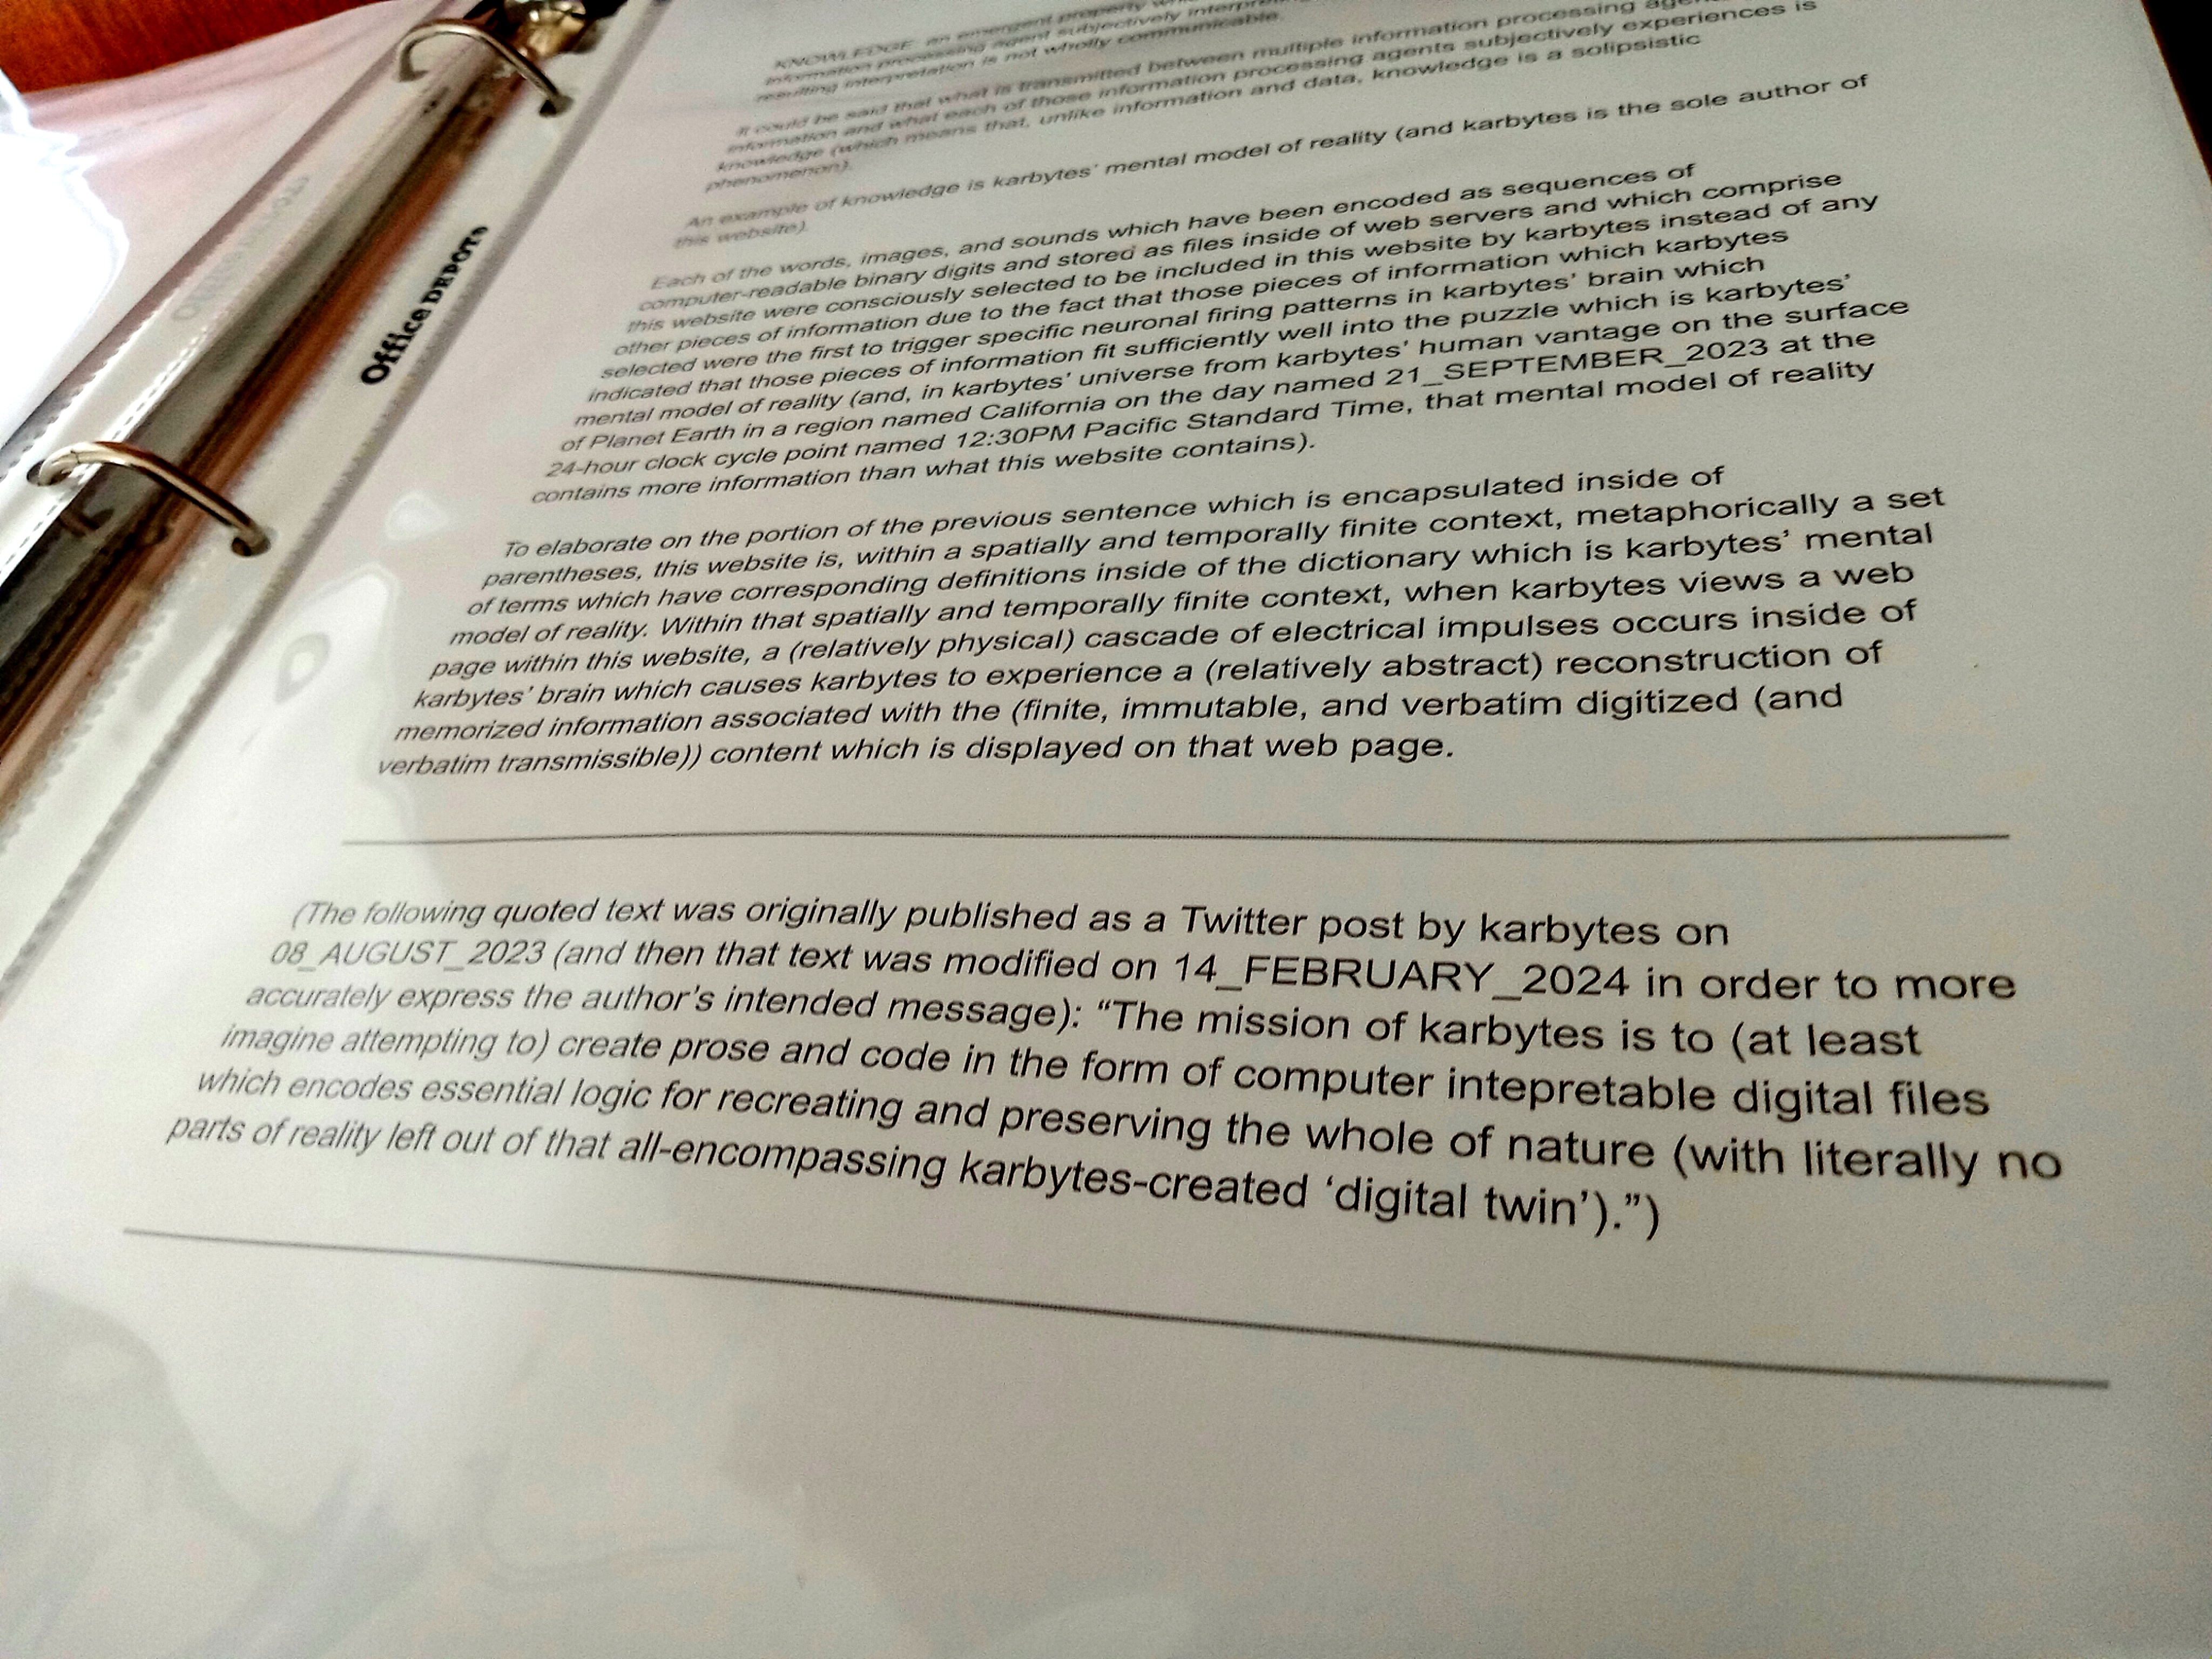 KNOWLEDGE: an emergent property
information processing agent subjectively
resulting interpretation is not wholly communicable.
It could be said that what is transmitted between multiple information processing
information and what each of those information processing agents subjectively experiences is
knowledge (which means that, unlike information and data, knowledge is a solipsistic
phenomenon).
An example of knowledge is karbytes’ mental model of reality (and karbytes is the sole author of
this website).
Each of the words, images, and sounds which have been encoded as sequences of
computer-readable binary digits and stored as files inside of web servers and which comprise
this website were consciously selected to be included in this website by karbytes instead of any
other pieces of information due to the fact that those pieces of information which karbytes
selected were the first to trigger specific neuronal firing patterns in karbytes’ brain which
indicated that those pieces of information fit sufficiently well into the puzzle which is karbytes’
mental model of reality (and, in karbytes’ universe from karbytes’ human vantage on the surface
of Planet Earth in a region named California on the day named 21_SEPTEMBER_2023 at the
24-hour clock cycle point named 12:30PM Pacific Standard Time, that mental model of reality
contains more information than what this website contains).
To elaborate on the portion of the previous sentence which is encapsulated inside of
parentheses, this website is, within a spatially and temporally finite context, metaphorically a set
of terms which have corresponding definitions inside of the dictionary which is karbytes’ mental
model of reality. Within that spatially and temporally finite context, when karbytes views a web
page within this website, a (relatively physical) cascade of electrical impulses occurs inside of
karbytes’ brain which causes karbytes to experience a (relatively abstract) reconstruction of
memorized information associated with the (finite, immutable, and verbatim digitized (and
verbatim transmissible)) content which is displayed on that web page.
(The following quoted text was originally published as a Twitter post by karbytes on
08_AUGUST_2023 (and then that text was modified on 14_FEBRUARY_2024 in order to more
accurately express the author’s intended message): “The mission of karbytes is to (at least
imagine attempting to) create prose and code in the form of computer intepretable digital files
which encodes essential logic for recreating and preserving the whole of nature (with literally no
parts of reality left out of that all-encompassing karbytes-created ‘digital twin’).”)
Office DEPOT